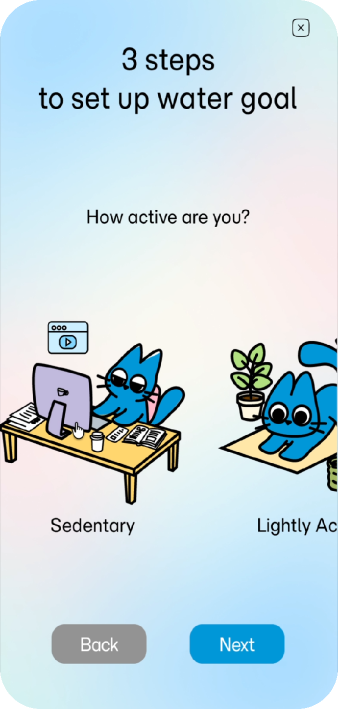 3 steps
to set up water goal
How active are you?
Sedentary
Lightly Ac
Back
Next